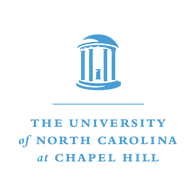 THE UNIVERSITY
of NORTH CAROLINA
at CHAPEL HILL